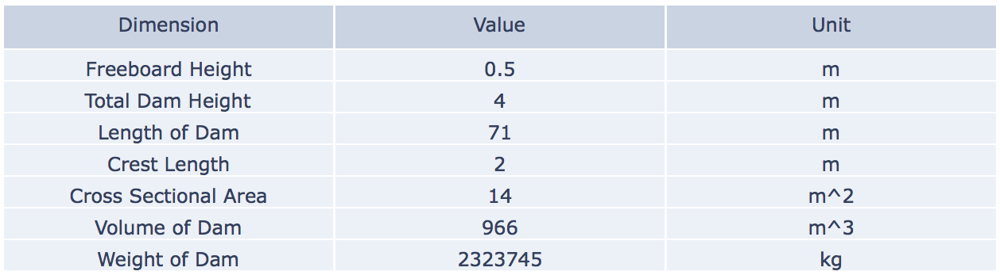 Dimension Value Unit
Freeboard Height 0.5 m
Total Dam Height 4 m
Length of Dam 71 m
Crest Length 2 m
Cross Sectional Area 14 m^2
Volume of Dam 966 m^3
Weight of Dam 2323745 kg